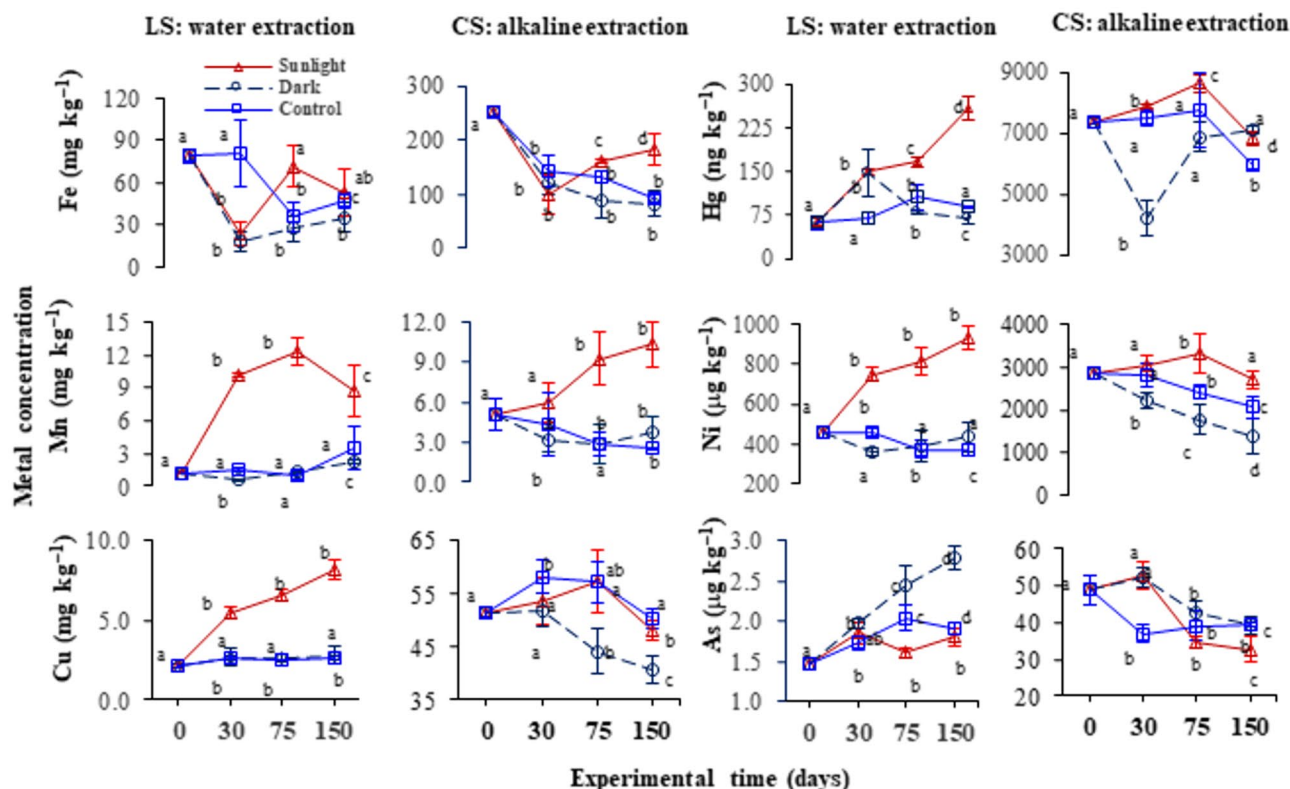 LS: water extraction
CS: alkaline extraction
LS: water extraction
CS: alkaline extraction
Sunlight
Dark
Control
Fe (mg kg⁻¹)
120
90
60
30
0
a
a
b
b
a
b
b
ab
c
b
300
200
100
0
a
b
b
b
c
b
b
d
b
b
Hg (ng kg⁻¹)
300
225
150
75
0
a
b
b
a
c
b
b
d
a
c
9000
7000
5000
3000
a
b
a
b
c
a
a
a
d
b
Metal concentration
Mn (mg kg⁻¹)
15
12
9
6
3
0
a
b
a
b
b
a
a
c
a
c
12.0
9.0
6.0
3.0
0.0
a
a
b
b
b
a
b
b
Ni (µg kg⁻¹)
1000
800
600
400
200
a
b
b
a
b
a
b
b
a
c
4000
3000
2000
1000
0
a
a
a
b
b
b
c
a
c
d
Cu (mg kg⁻¹)
10.0
5.0
0.0
a
b
a
b
b
a
b
b
a
b
65
55
45
35
a
b
a
a
ab
a
b
a
b
c
As (µg kg⁻¹)
3.0
2.5
2.0
1.5
1.0
a
b
ab
b
c
c
b
d
d
b
60
50
40
30
20
a
a
b
b
b
b
c
b
c
0 30 75 150
0 30 75 150
0 30 75 150
0 30 75 150
Experimental time (days)